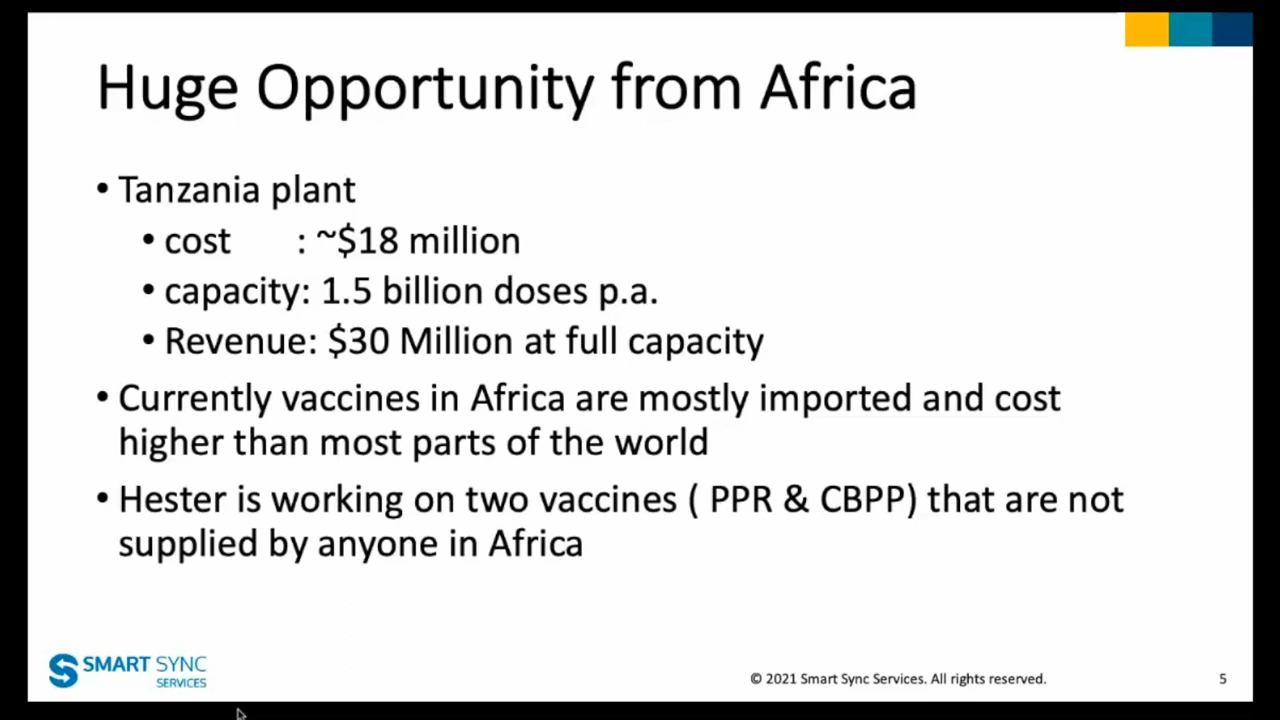 Huge Opportunity from Africa
• Tanzania plant
• cost : ~$18 million
• capacity: 1.5 billion doses p.a.
• Revenue: $30 Million at full capacity
• Currently vaccines in Africa are mostly imported and cost
higher than most parts of the world
• Hester is working on two vaccines ( PPR & CBPP) that are not
supplied by anyone in Africa
SMART SYNC
SERVICES
© 2021 Smart Sync Services. All rights reserved.
5